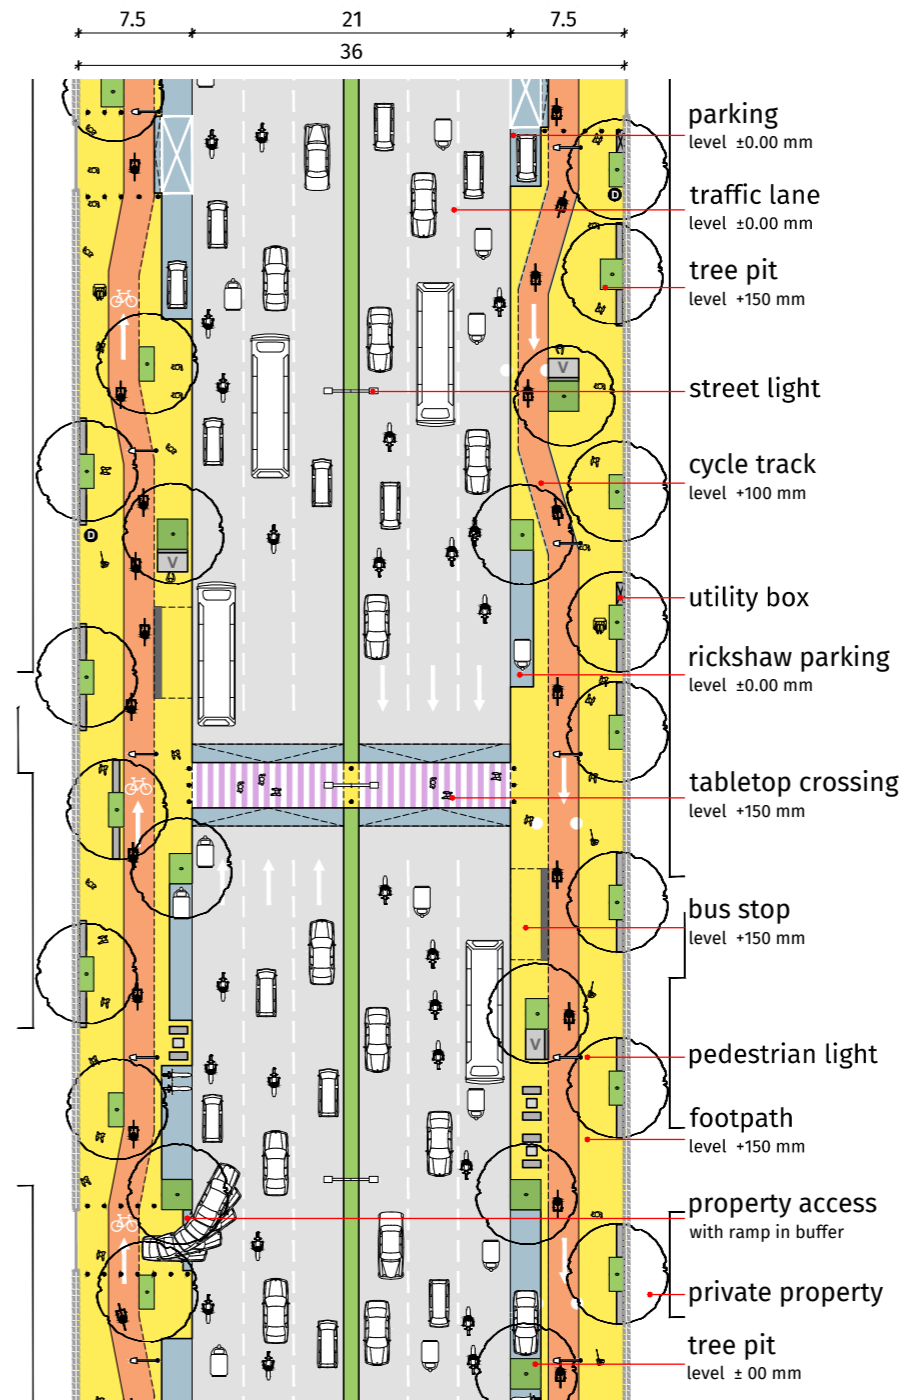 7.5 21 7.5
36
parking
level ±0.00 mm
traffic lane
level ±0.00 mm
D
tree pit
level +150 mm
V
street light
cycle track
level +100 mm
D
V
utility box
rickshaw parking
level ±0.00 mm
tabletop crossing
level +150 mm
bus stop
level +150 mm
V
pedestrian light
footpath
level +150 mm
property access
with ramp in buffer
private property
tree pit
level ± 00 mm